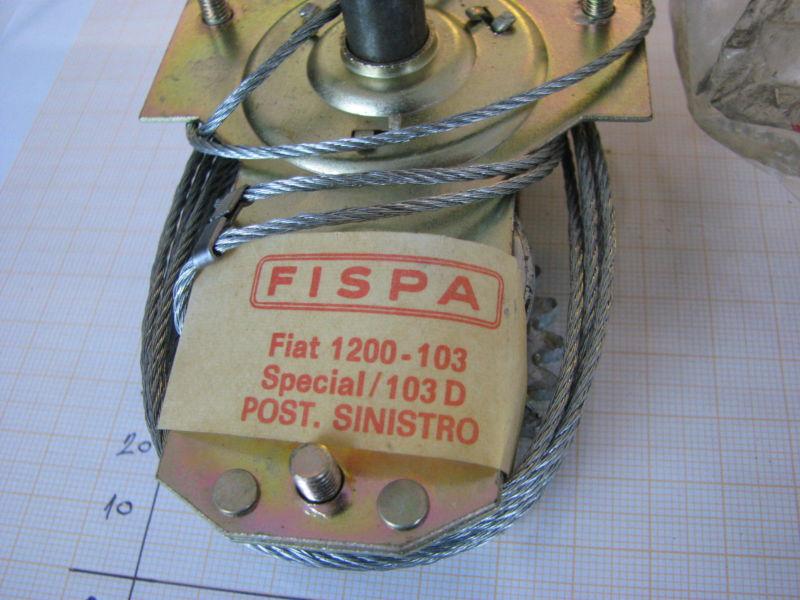 FISPA
Fiat 1200-103
Special/103 D
POST. SINISTRO
20
10